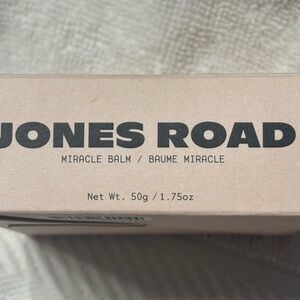 JONES ROAD
MIRACLE BALM / BAUME MIRACLE
Net Wt. 50g / 1.75oz